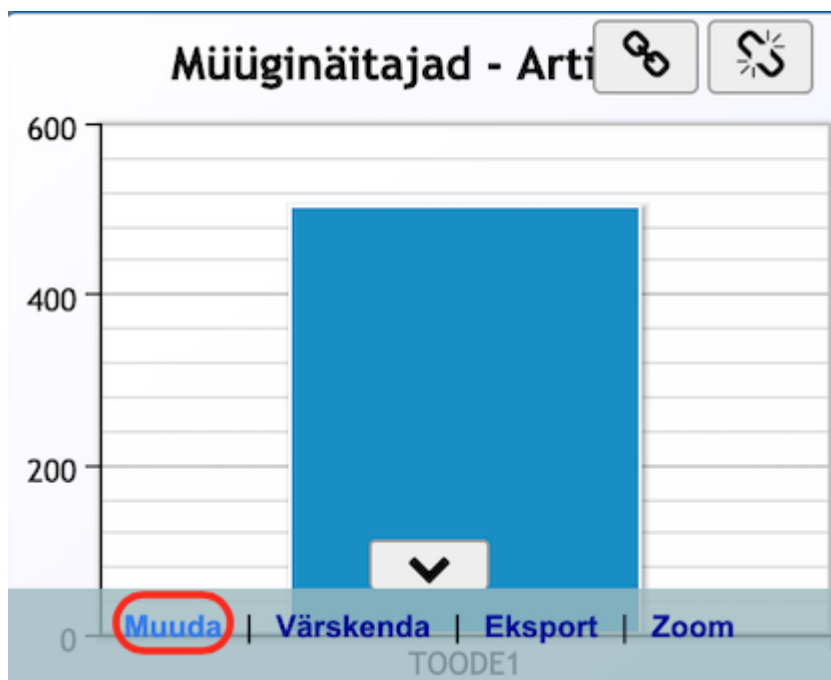 Müüginäitajad - Arti
600
400
200
0
Muuda | Värskenda | Eksport | Zoom
TOODE1